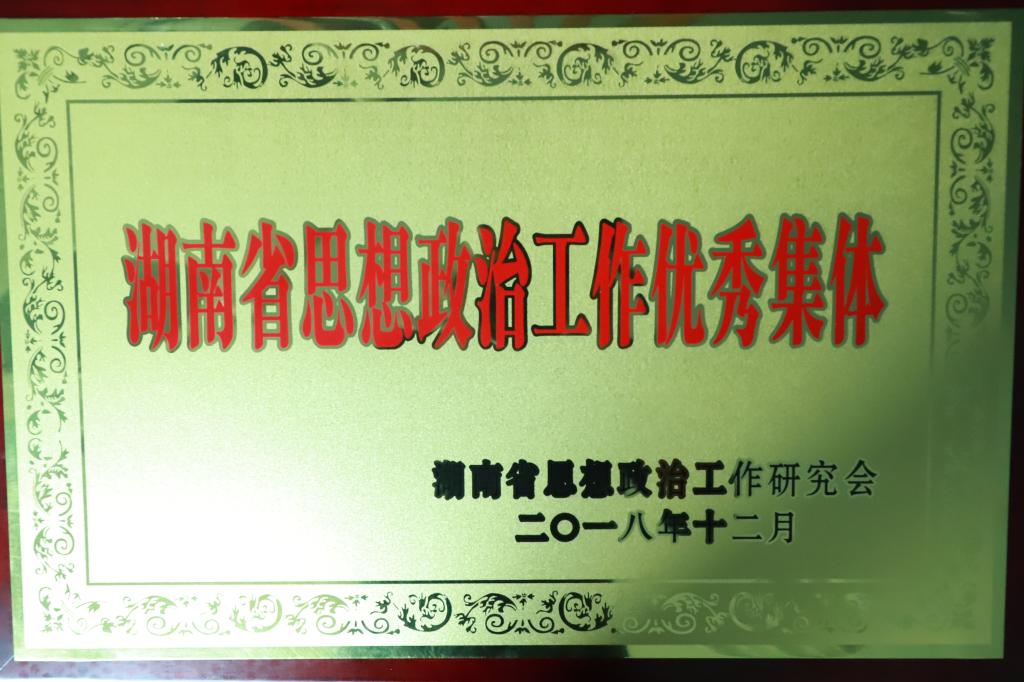 湖南省思想政治工作优秀集体
湖南省思想政治工作研究会
二〇一八年十二月